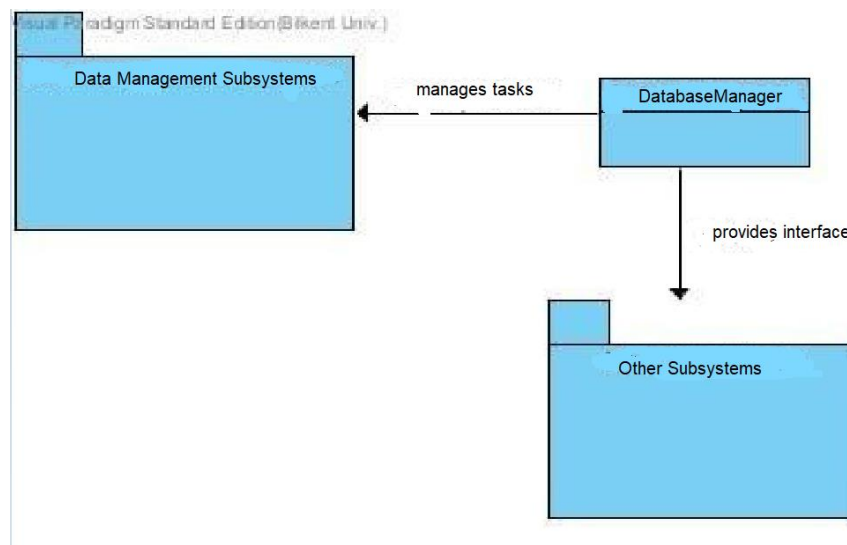 Visual Paradigm Standard Edition(Bilkent Univ.)
Data Management Subsystems
manages tasks
DatabaseManager
provides interface
Other Subsystems